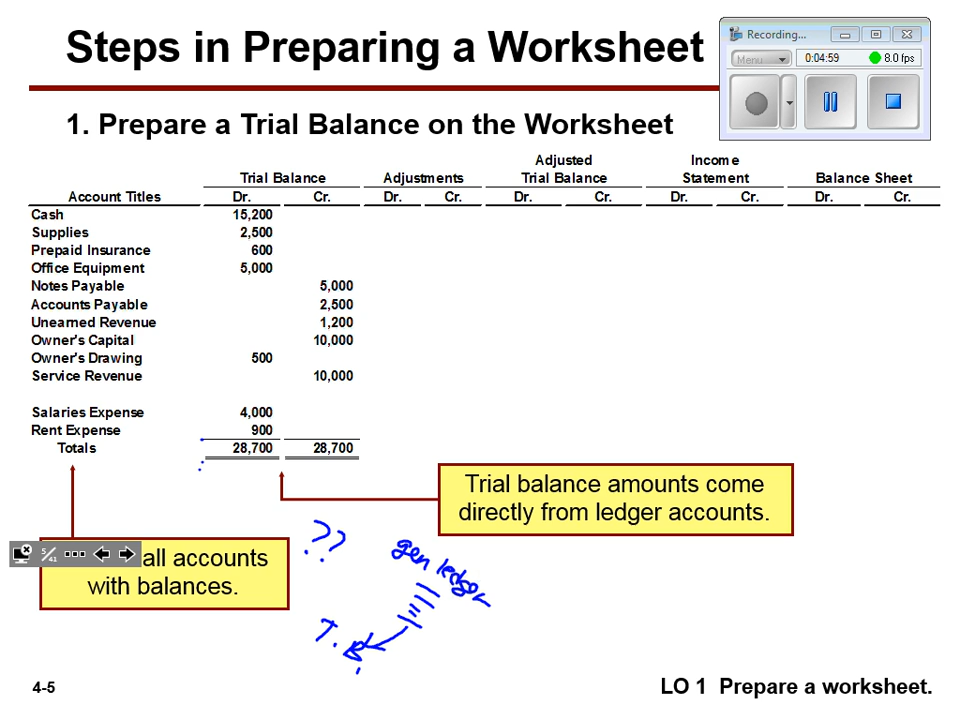 Steps in Preparing a Worksheet
Recording...
Menu
0:04:59
8.0 fps
1. Prepare a Trial Balance on the Worksheet
Adjusted Income
Trial Balance Adjustments Trial Balance Statement Balance Sheet
Account Titles Dr. Cr. Dr. Cr. Dr. Cr. Dr. Cr. Dr. Cr.
Cash 15,200
Supplies 2,500
Prepaid Insurance 600
Office Equipment 5,000
Notes Payable 5,000
Accounts Payable 2,500
Unearned Revenue 1,200
Owner's Capital 10,000
Owner's Drawing 500
Service Revenue 10,000
Salaries Expense 4,000
Rent Expense 900
Totals 28,700 28,700
Trial balance amounts come
directly from ledger accounts.
5/41
all accounts
with balances.
??
gen ledger
T.
4-5
LO 1 Prepare a worksheet.